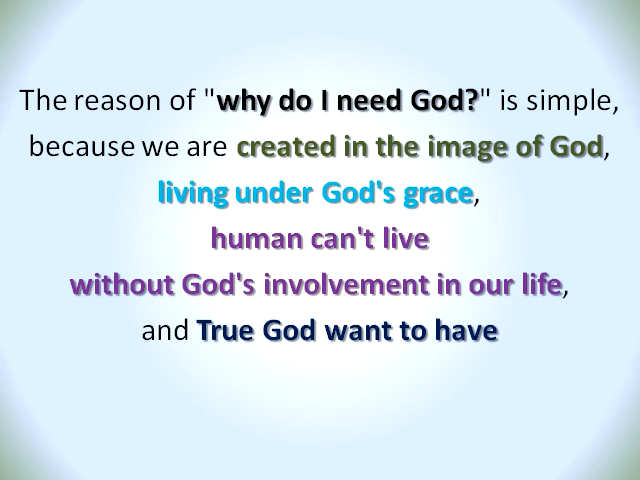 The reason of "why do I need God?" is simple,
because we are created in the image of God,
living under God's grace,
human can't live
without God's involvement in our life,
and True God want to have